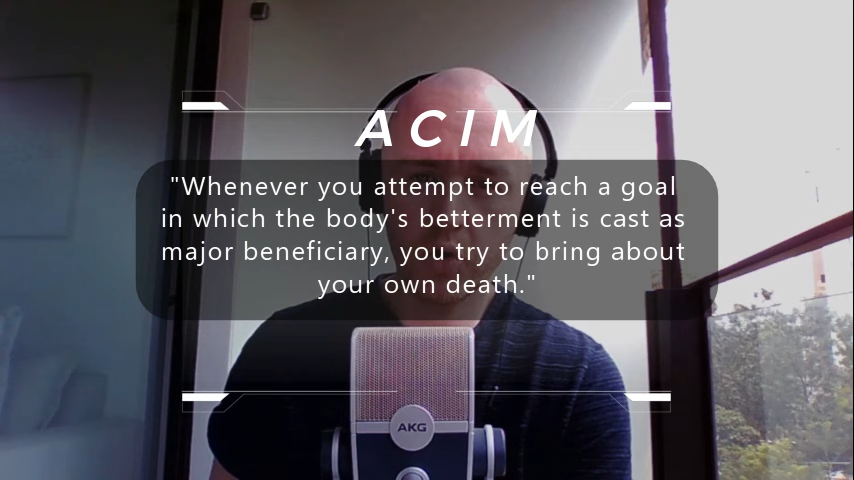 ACIM
"Whenever you attempt to reach a goal
in which the body's betterment is cast as
major beneficiary, you try to bring about
your own death."
AKG